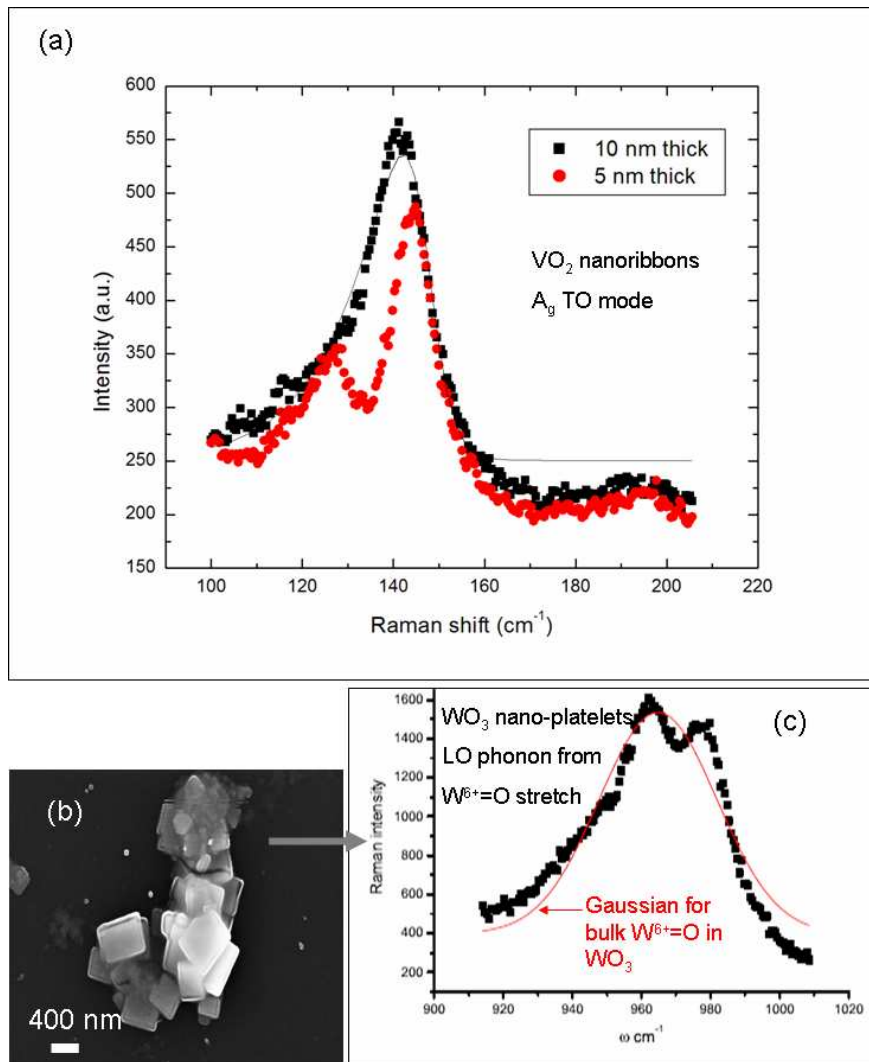 (a)
600
550
500
450
400
350
300
250
200
150
Intensity (a.u.)
10 nm thick
5 nm thick
VO₂ nanoribbons
A_g TO mode
100 120 140 160 180 200 220
Raman shift (cm⁻¹)
(b)
400 nm
(c)
1600
1400
1200
1000
800
600
400
200
Raman intensity
WO₃ nano-platelets
LO phonon from
W⁶⁺=O stretch
Gaussian for
bulk W⁶⁺=O in
WO₃
900 920 940 960 980 1000 1020
ω cm⁻¹